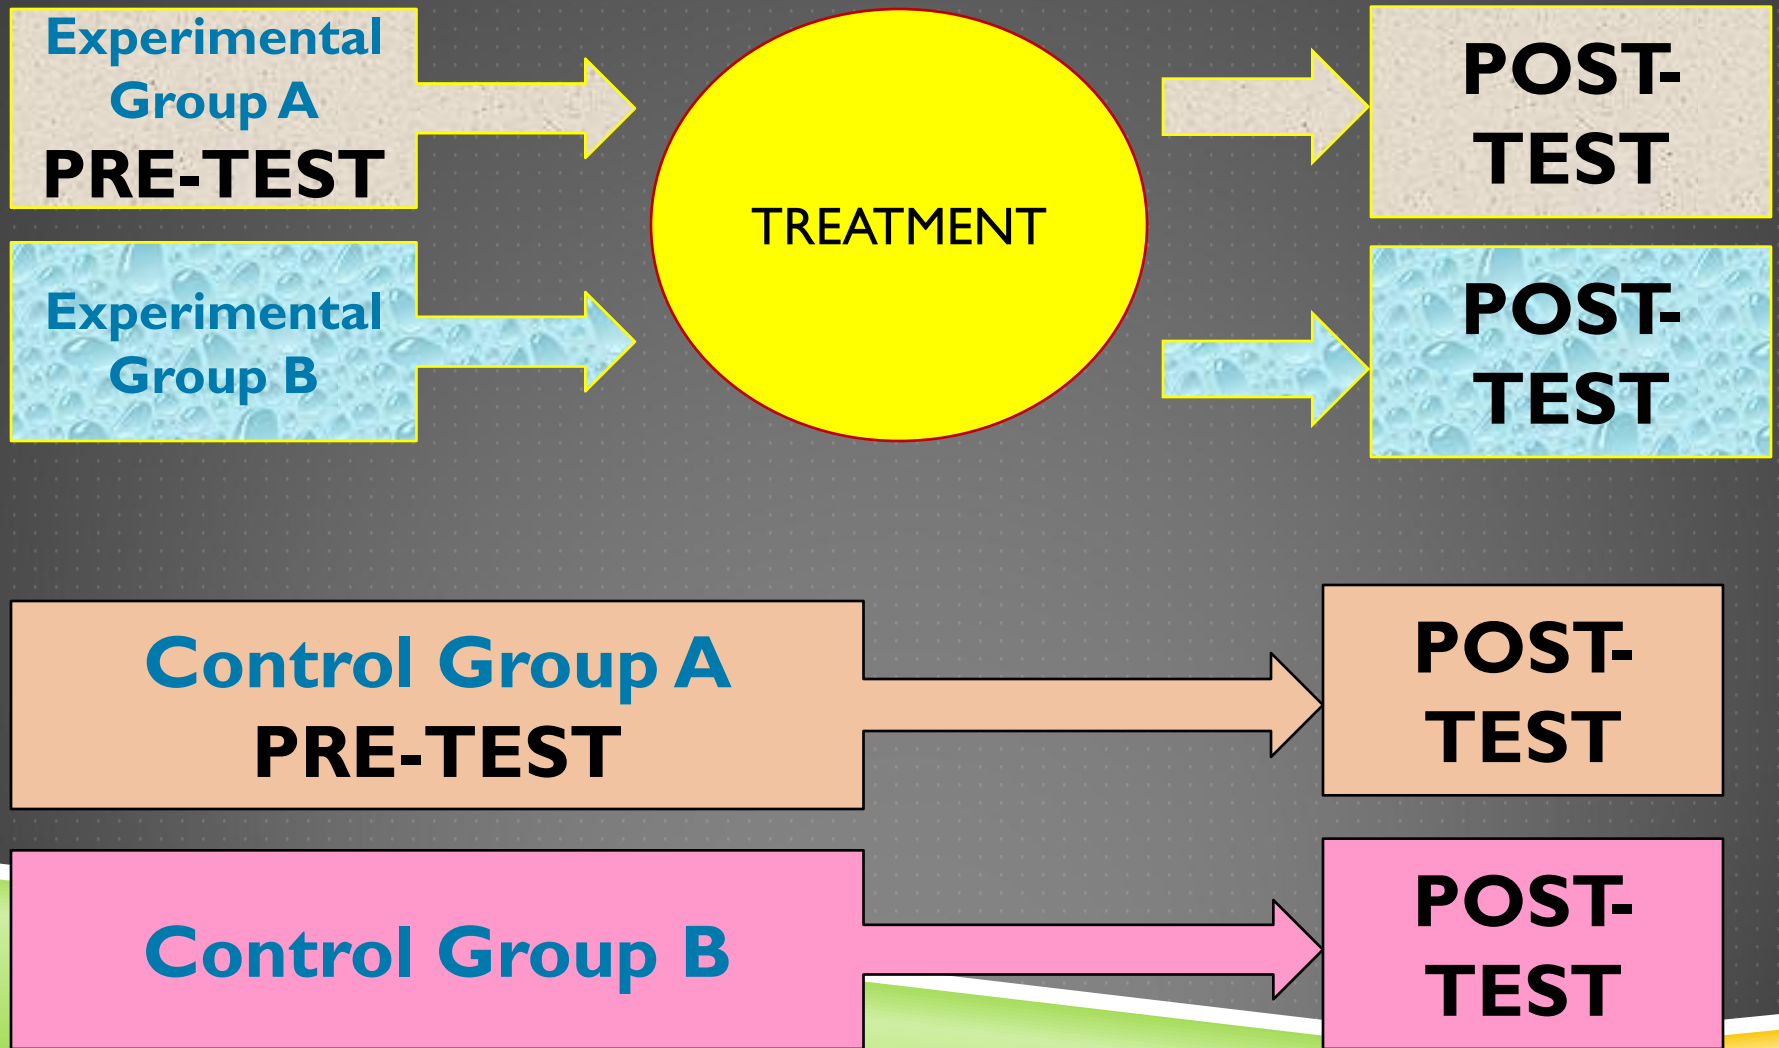 Experimental
Group A
PRE-TEST
TREATMENT
POST-
TEST
Experimental
Group B
POST-
TEST
Control Group A
PRE-TEST
POST-
TEST
Control Group B
POST-
TEST